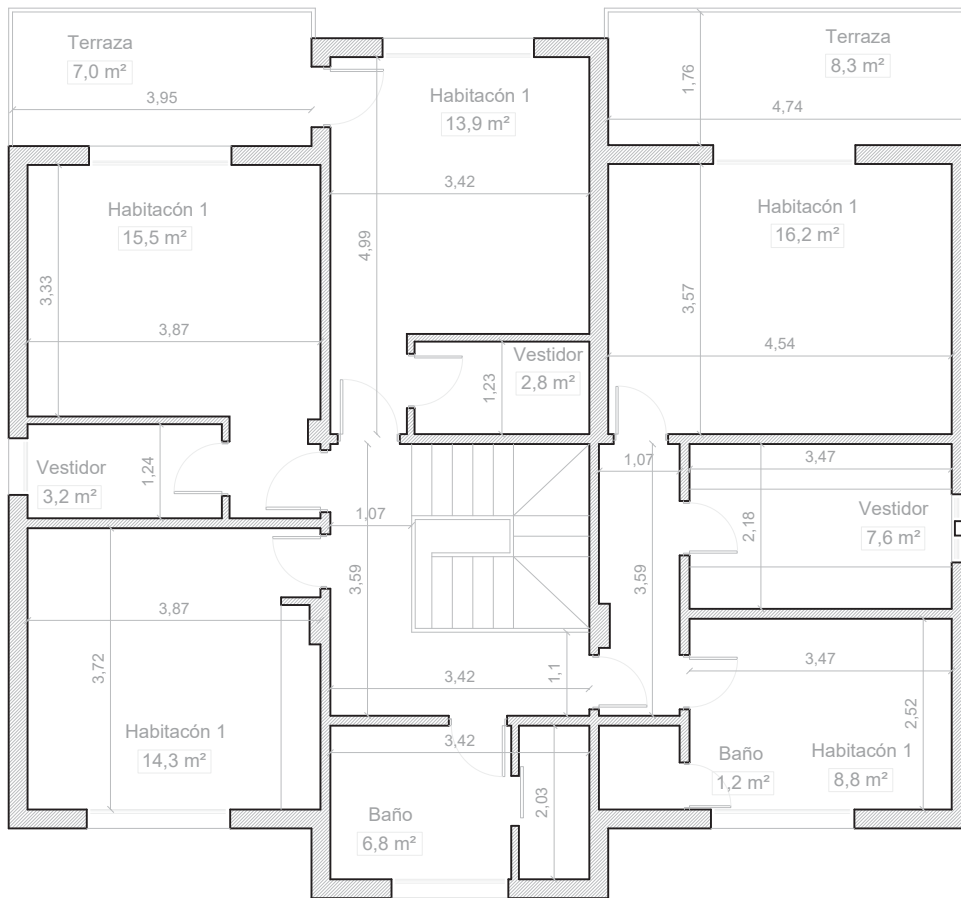 Terraza
7,0 m²
3,95
Habitacón 1
13,9 m²
3,42
4,99
Terraza
8,3 m²
1,76
4,74
Habitacón 1
15,5 m²
3,33
3,87
Habitacón 1
16,2 m²
3,57
4,54
Vestidor
2,8 m²
1,23
Vestidor
3,2 m²
1,24
1,07
3,59
1,07
3,59
3,47
2,18
Vestidor
7,6 m²
3,87
3,72
Habitacón 1
14,3 m²
3,42
1,1
3,47
2,52
Baño
1,2 m²
Habitacón 1
8,8 m²
3,42
2,03
Baño
6,8 m²